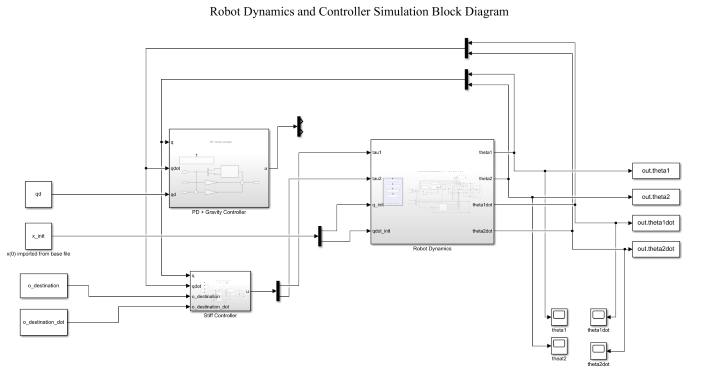 Robot Dynamics and Controller Simulation Block Diagram
q
qdot
qd
u
PD + Gravity Controller
tau1
tau2
q_init
qdot_init
theta1
theta2
theta1dot
theta2dot
Robot Dynamics
out.theta1
out.theta2
out.theta1dot
out.theta2dot
qd
x_init
x(0) imported from base file
o_destination
o_destination_dot
q
qdot
o_destination
o_destination_dot
u
Stiff Controller
theta1
theta1dot
theat2
theta2dot